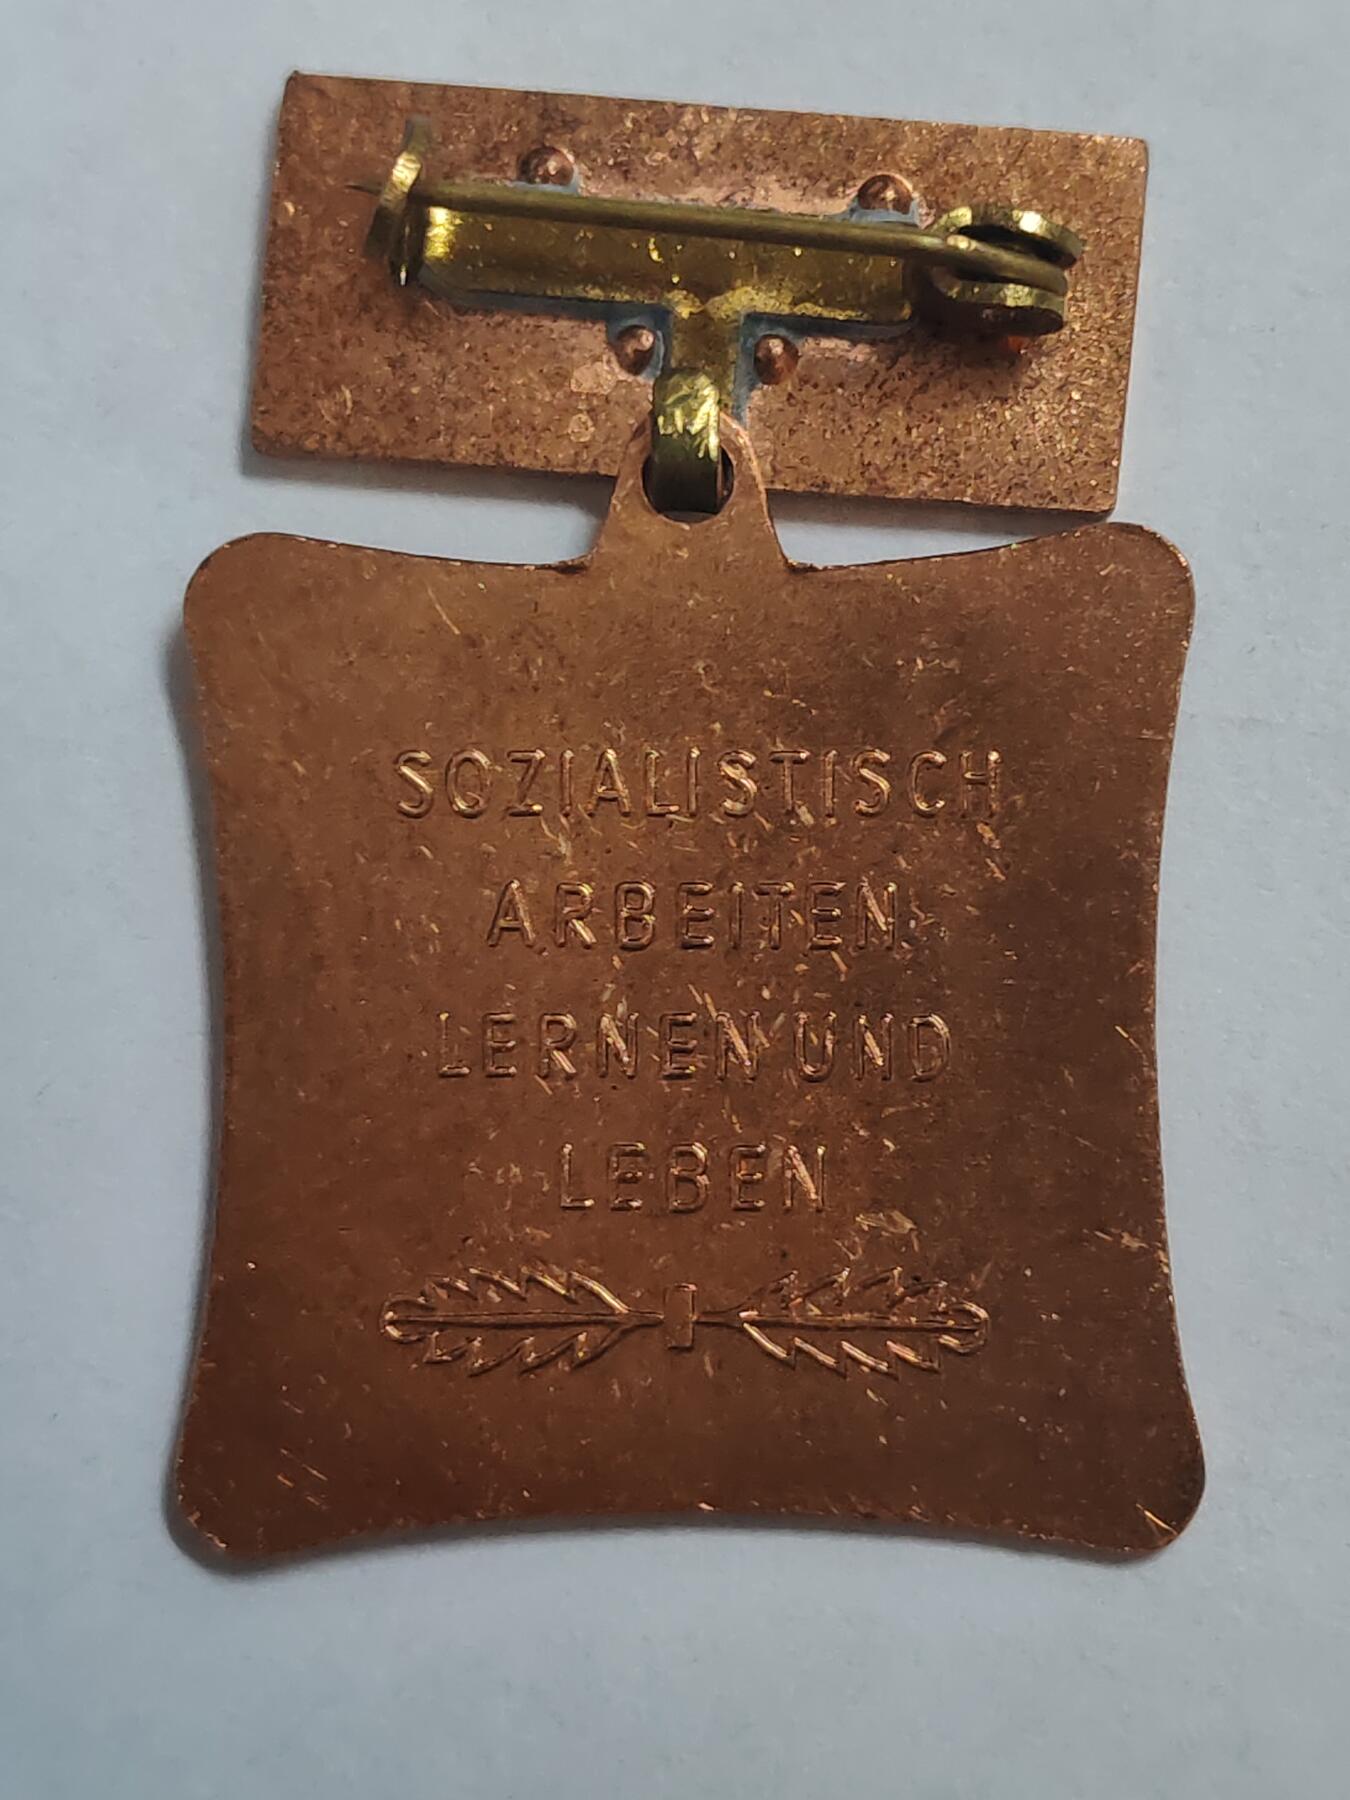 SOZIALISTISCH
ARBEITEN
LERNEN UND
LEBEN